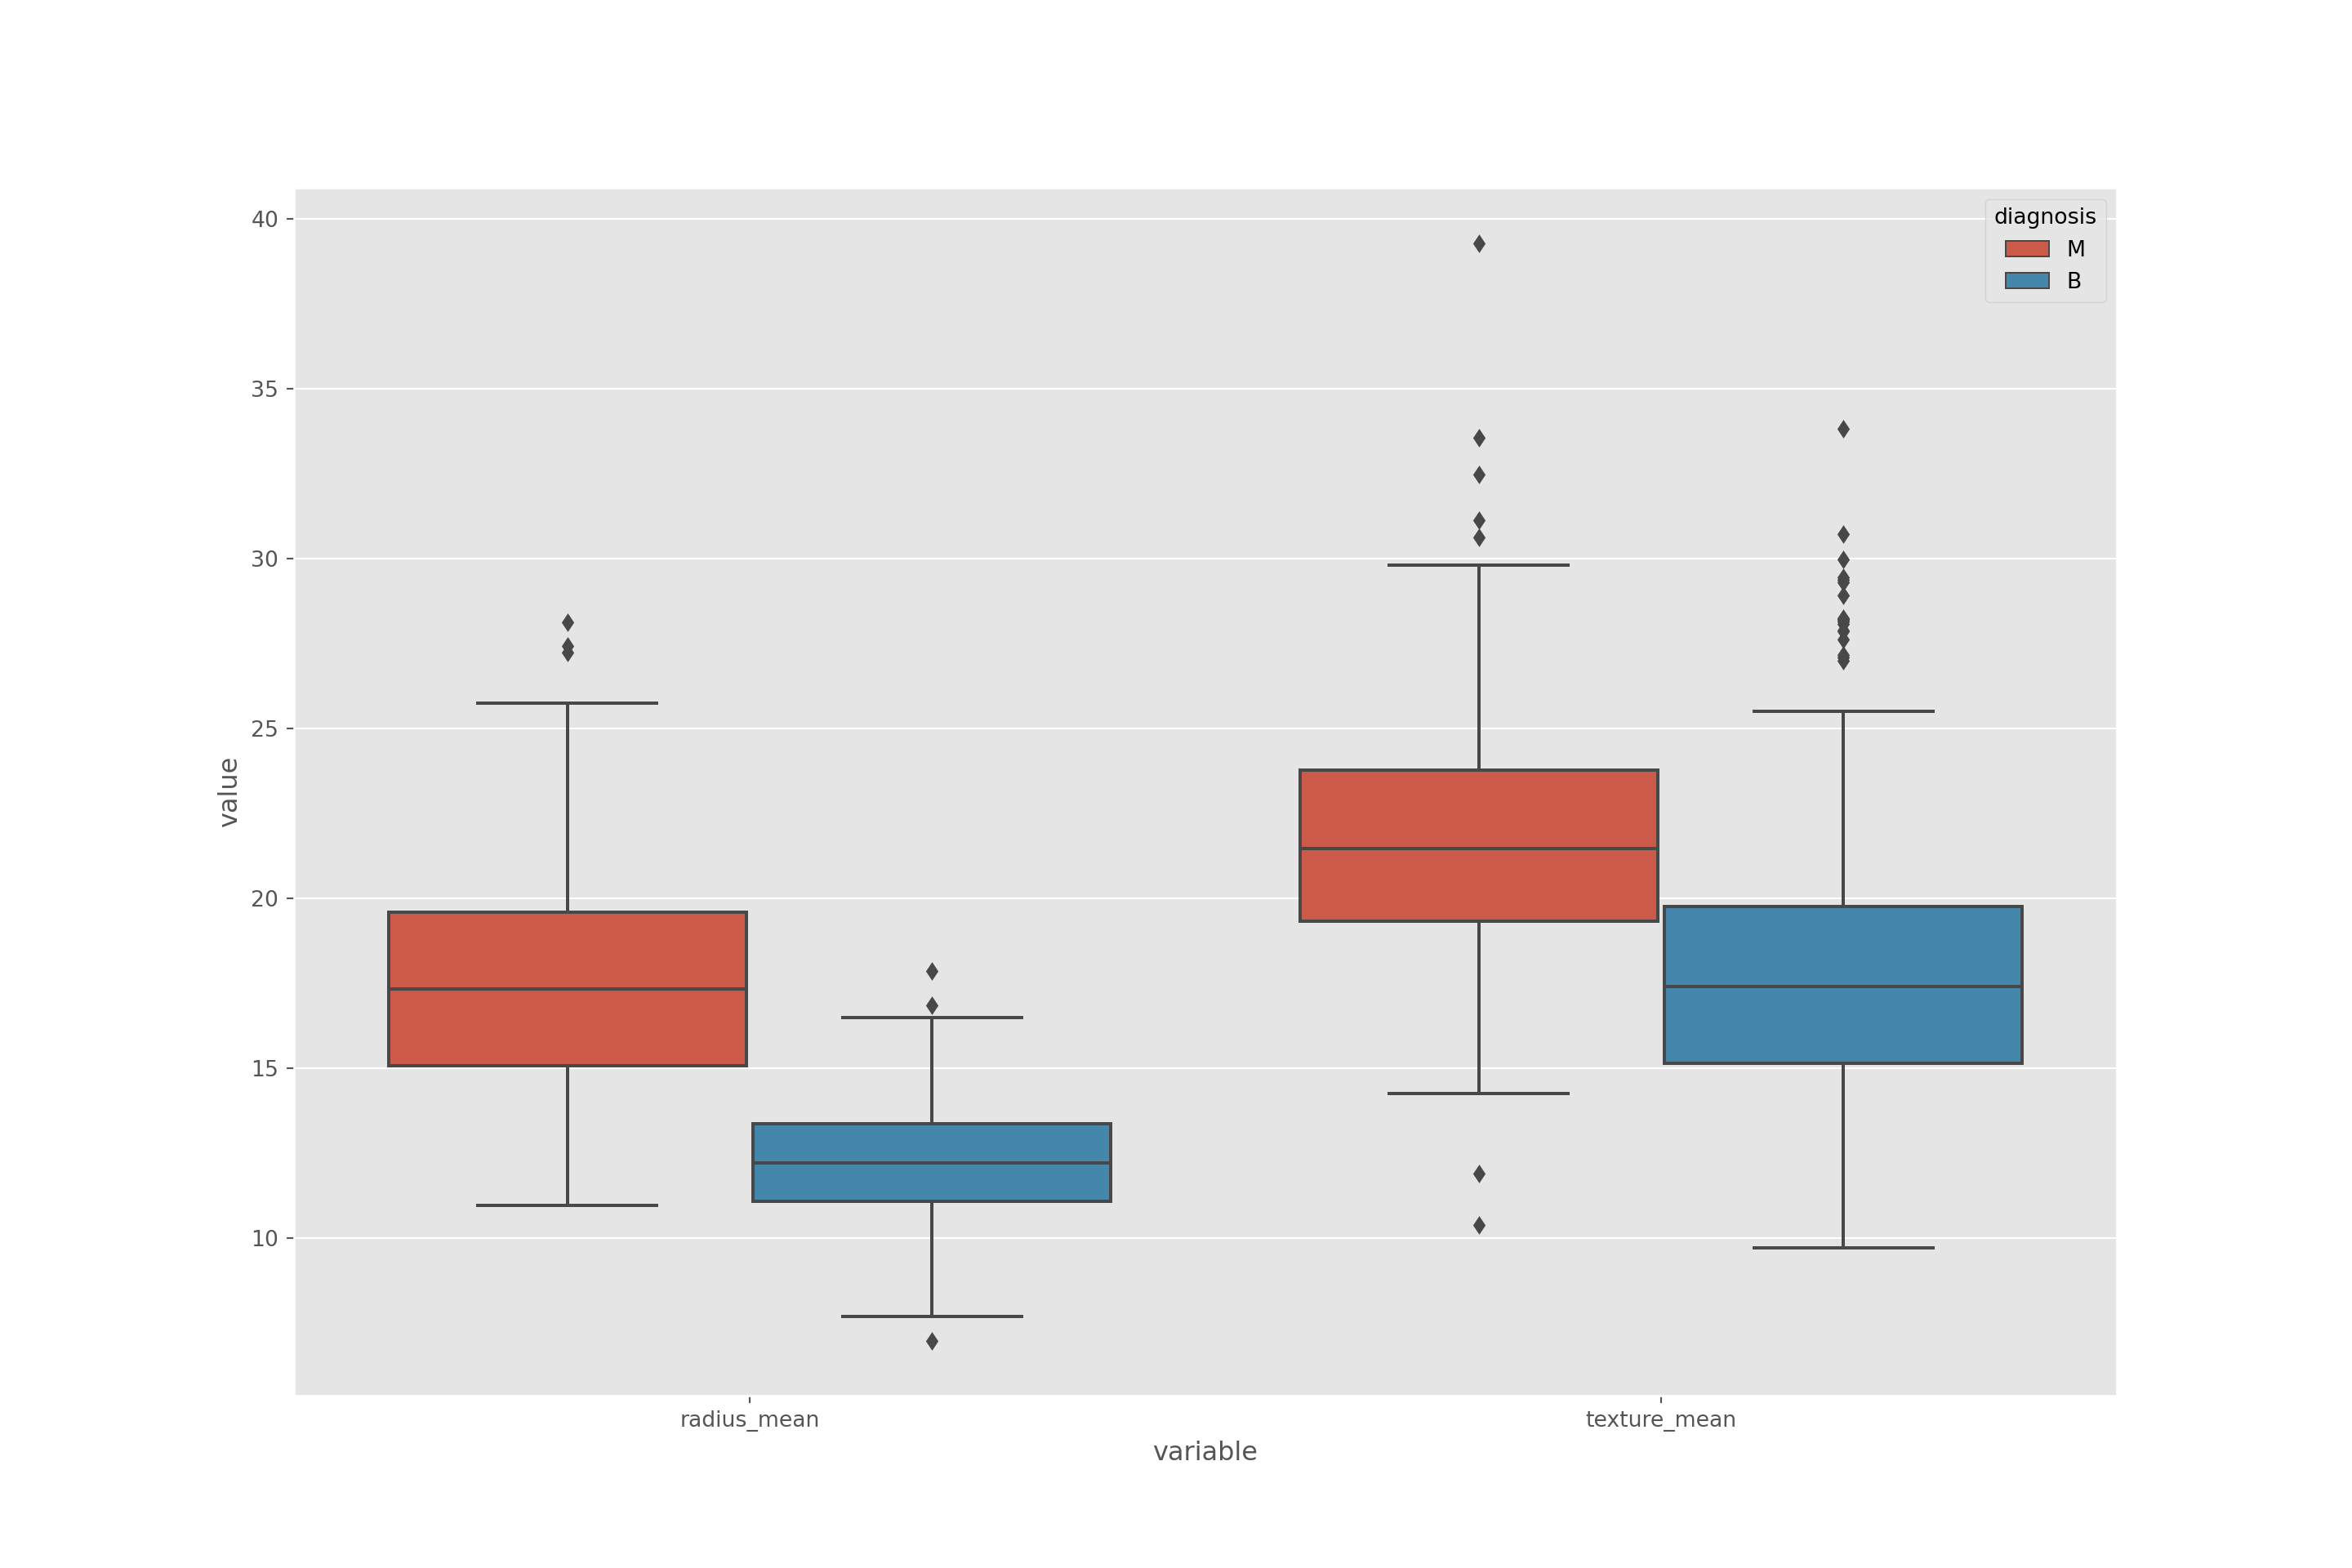 40
diagnosis
M
B
35
30
25
value
20
15
10
radius_mean
texture_mean
variable